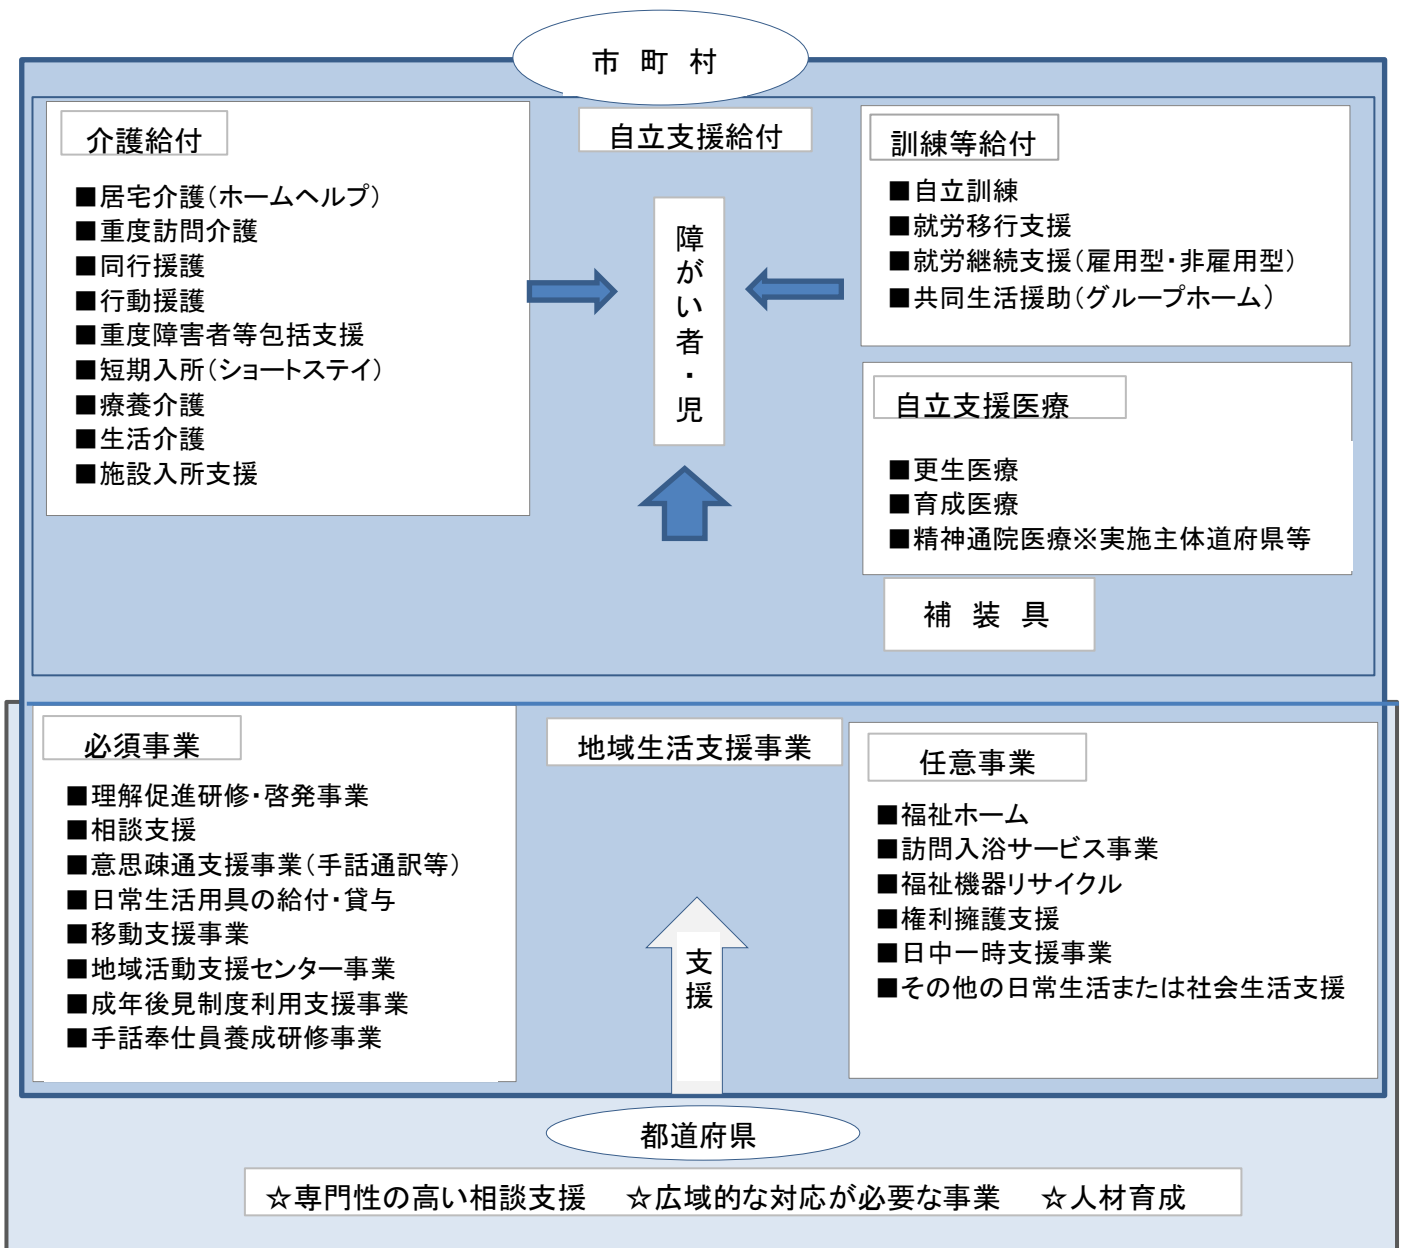 市 町 村
介護給付
■居宅介護(ホームヘルプ)
■重度訪問介護
■同行援護
■行動援護
■重度障害者等包括支援
■短期入所(ショートステイ)
■療養介護
■生活介護
■施設入所支援
自立支援給付
障がい者・児
訓練等給付
■自立訓練
■就労移行支援
■就労継続支援(雇用型・非雇用型)
■共同生活援助(グループホーム)
自立支援医療
■更生医療
■育成医療
■精神通院医療※実施主体道府県等
補 装 具
必須事業
■理解促進研修・啓発事業
■相談支援
■意思疎通支援事業(手話通訳等)
■日常生活用具の給付・貸与
■移動支援事業
■地域活動支援センター事業
■成年後見制度利用支援事業
■手話奉仕員養成研修事業
地域生活支援事業
任意事業
■福祉ホーム
■訪問入浴サービス事業
■福祉機器リサイクル
■権利擁護支援
■日中一時支援事業
■その他の日常生活または社会生活支援
支援
都道府県
☆専門性の高い相談支援 ☆広域的な対応が必要な事業 ☆人材育成